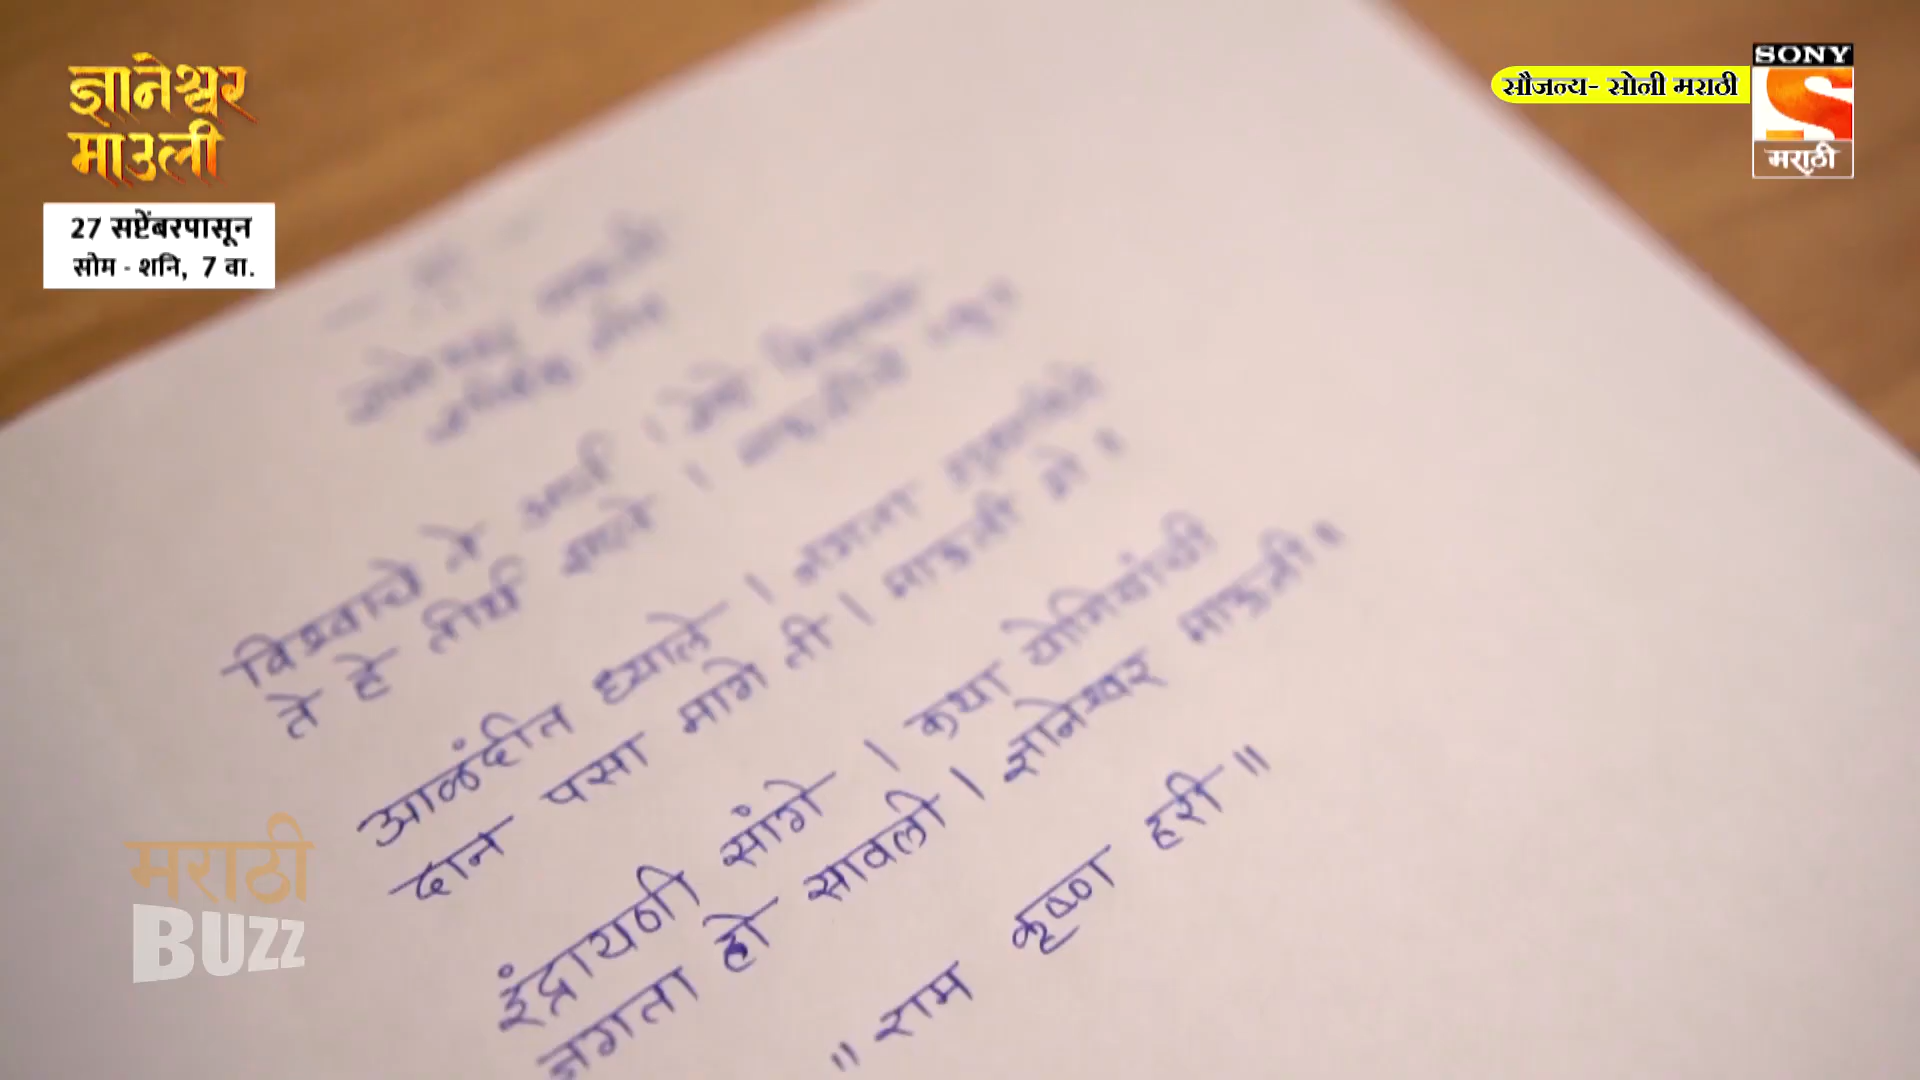 ज्ञानेश्वर
माउली
27 सप्टेंबरपासून
सोम - शनि, 7 वा.
सौजन्य- सोनी मराठी
SONY
मराठी
विश्वाचे ते आर्त ।
ते हे तीर्थ झाले ।
आळंदीत ध्याले ।
दान पसा मागे ती । माऊली हो ॥
इंद्रायणी सांगे । कथा योगियांची
जगता हो सावली । ज्ञानेश्वर माऊली ॥
॥ राम कृष्ण हरी ॥
मराठी
BUZZ